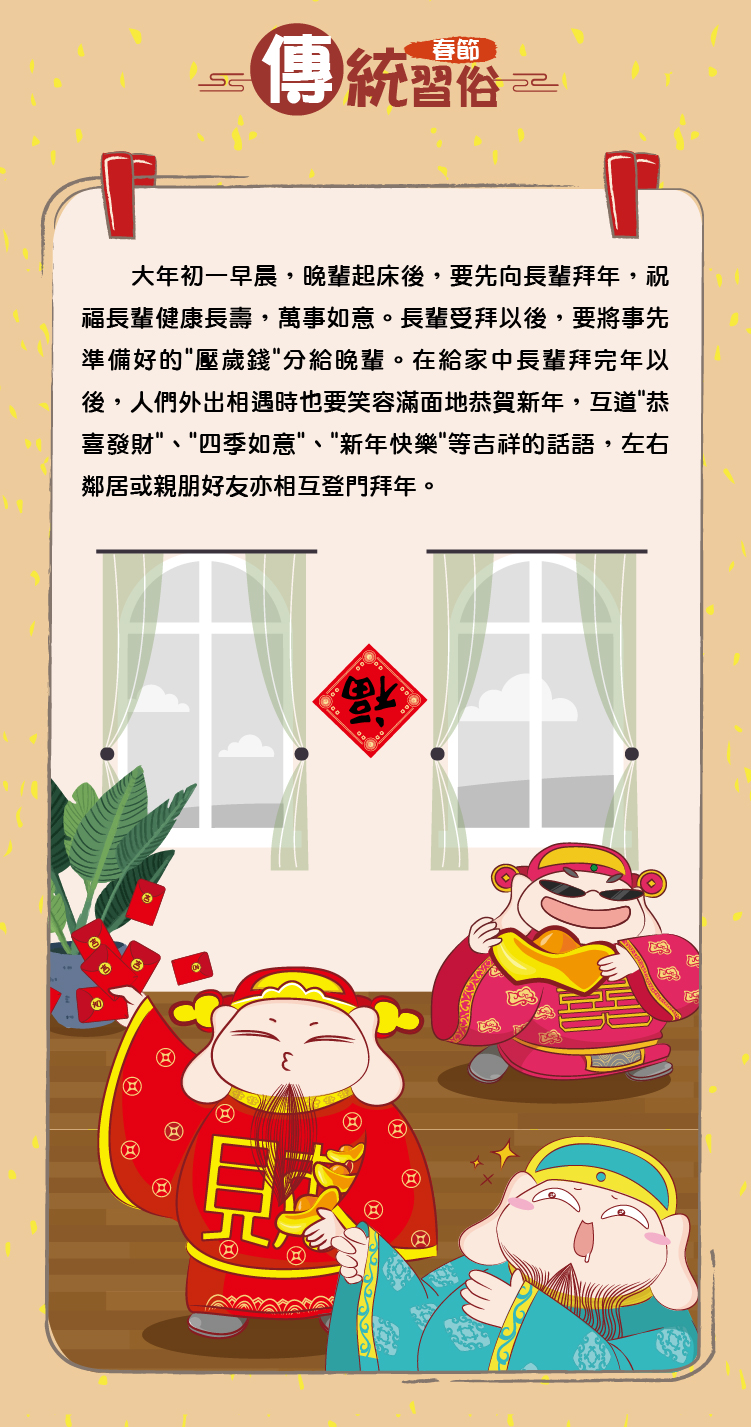 傳統習俗
春節
大年初一早晨，晚輩起床後，要先向長輩拜年，祝
福長輩健康長壽，萬事如意。長輩受拜以後，要將事先
準備好的"壓歲錢"分給晚輩。在給家中長輩拜完年以
後，人們外出相遇時也要笑容滿面地恭賀新年，互道"恭
喜發財"、"四季如意"、"新年快樂"等吉祥的話語，左右
鄰居或親朋好友亦相互登門拜年。
福
囍
財